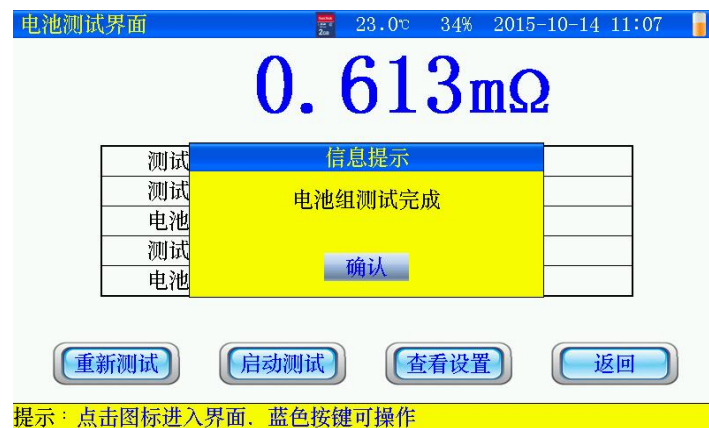 电池测试界面 23.0℃ 34% 2015-10-14 11:07
0.613mΩ
信息提示
测试
测试
电池组测试完成
电池
测试
确认
电池
重新测试 启动测试 查看设置 返回
提示：点击图标进入界面．蓝色按键可操作